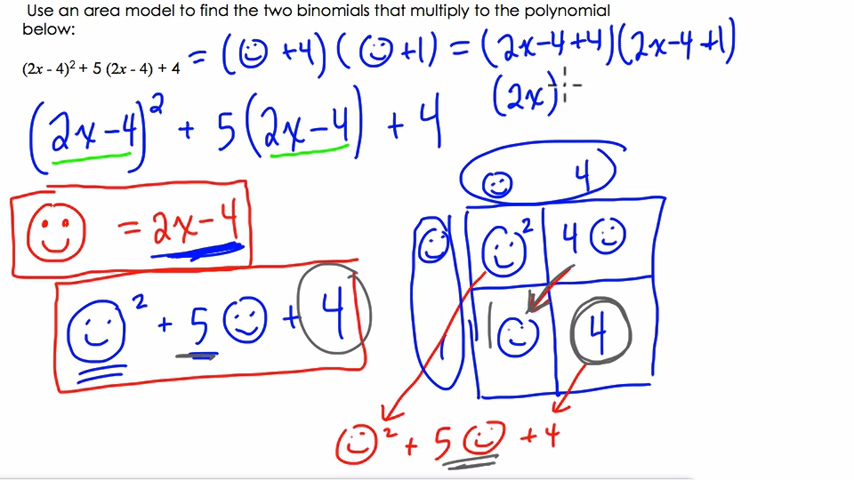 Use an area model to find the two binomials that multiply to the polynomial
below:
= (☺ +4) (☺ +1) = (2x-4+4)(2x-4+1)
(2x - 4)² + 5 (2x - 4) + 4
(2x)
(2x-4)² + 5(2x-4) + 4
☺ 4
☺ = 2x-4
☺ ☺² 4☺
☺² + 5☺ + 4
1 1☺ 4
☺² + 5☺ +4